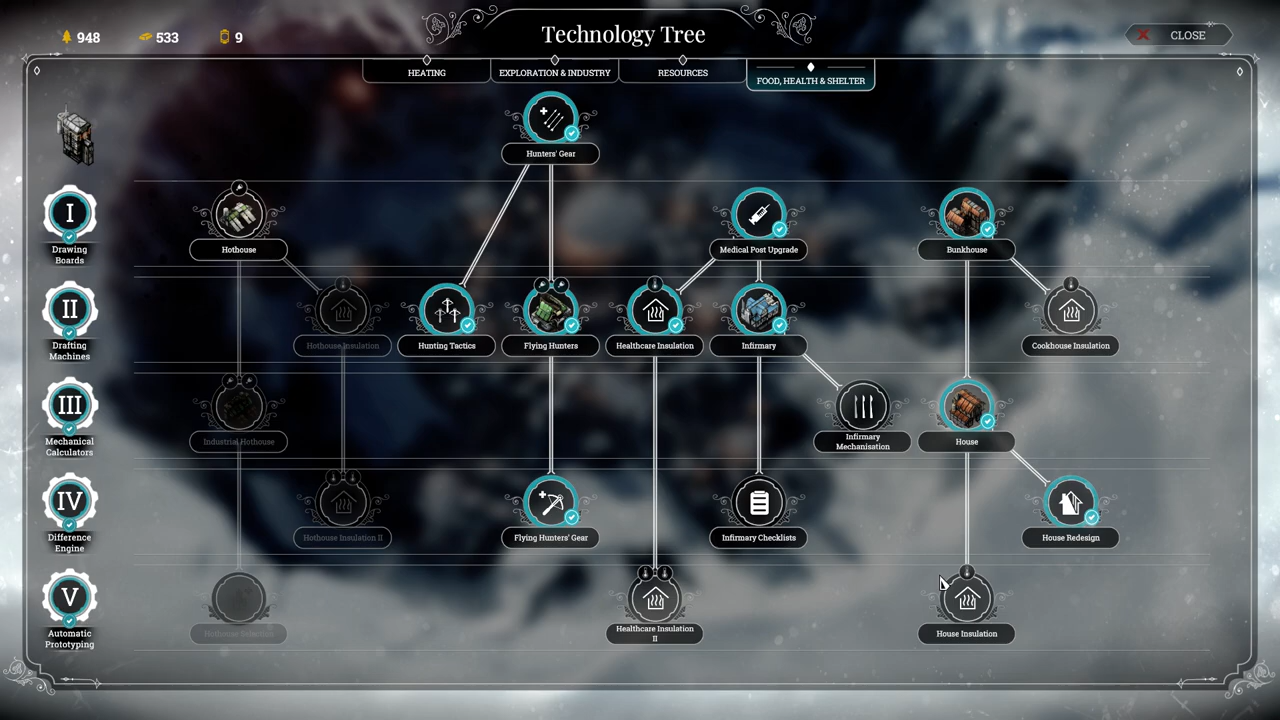 948
533
9
Technology Tree
CLOSE
HEATING
EXPLORATION & INDUSTRY
RESOURCES
FOOD, HEALTH & SHELTER
Hunters' Gear
I
Drawing
Boards
Hothouse
Medical Post Upgrade
Bunkhouse
II
Drafting
Machines
Hothouse Insulation
Hunting Tactics
Flying Hunters
Healthcare Insulation
Infirmary
Cookhouse Insulation
III
Mechanical
Calculators
Industrial Hothouse
Infirmary
Mechanisation
House
IV
Difference
Engine
Hothouse Insulation II
Flying Hunters' Gear
Infirmary Checklists
House Redesign
V
Automatic
Prototyping
Hothouse Selection
Healthcare Insulation
II
House Insulation